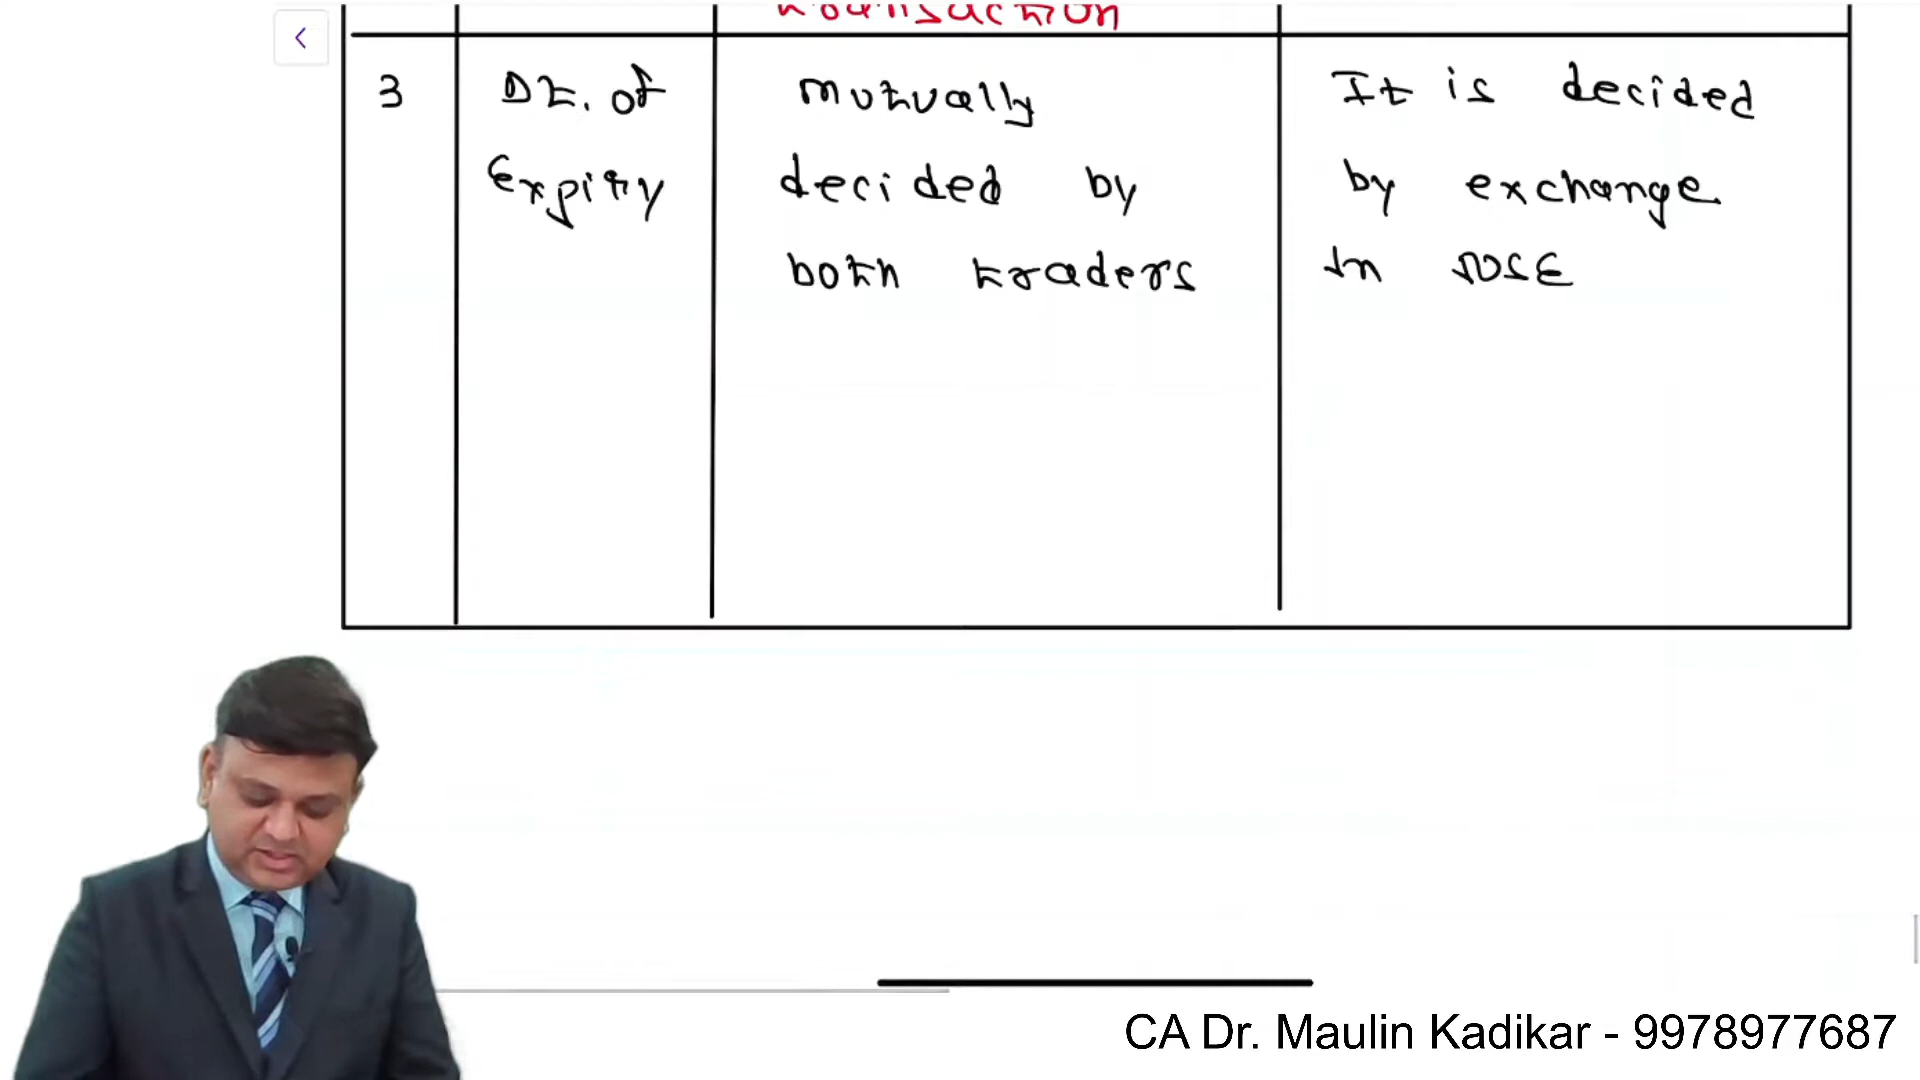 transaction
3
Dt. of
Expiry
mutually
decided by
both traders
It is decided
by exchange
In NSE
CA Dr. Maulin Kadikar - 9978977687